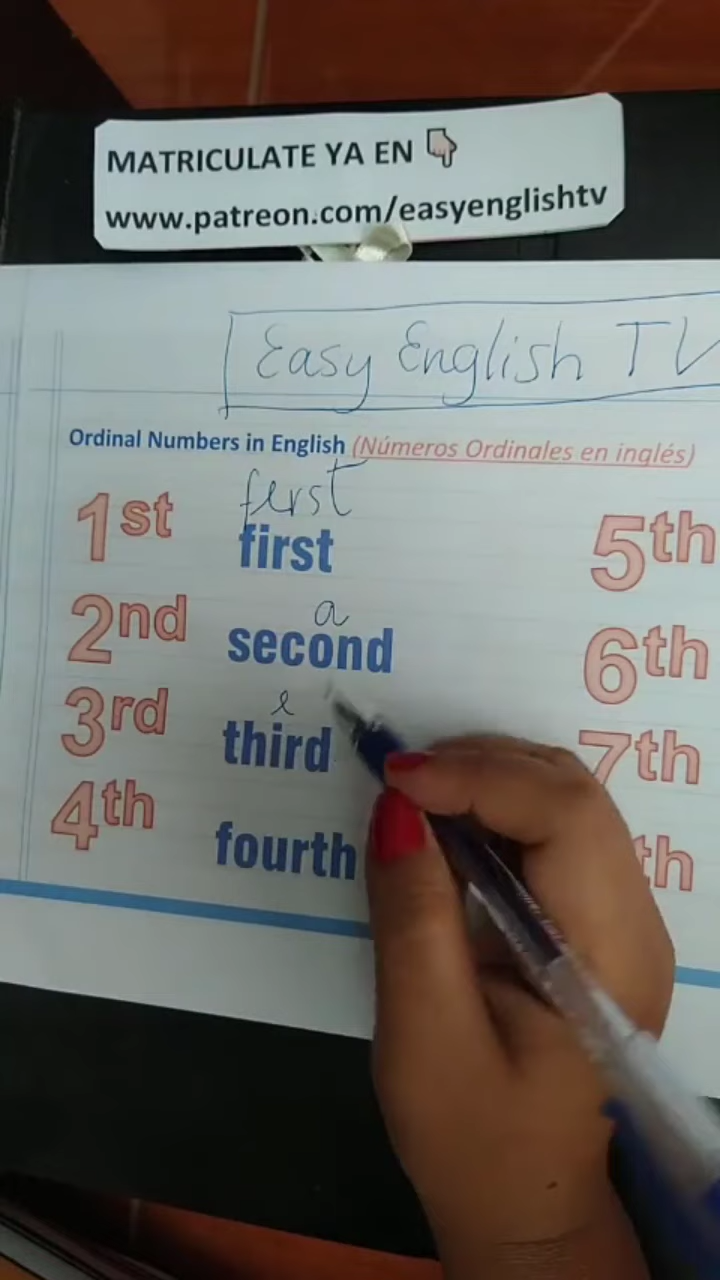 MATRICULATE YA EN
www.patreon.com/easyenglishtv
Easy English TV
Ordinal Numbers in English (Números Ordinales en inglés)
ferst
1st first 5th
a
2nd second 6th
e
3rd third 7th
4th fourth th